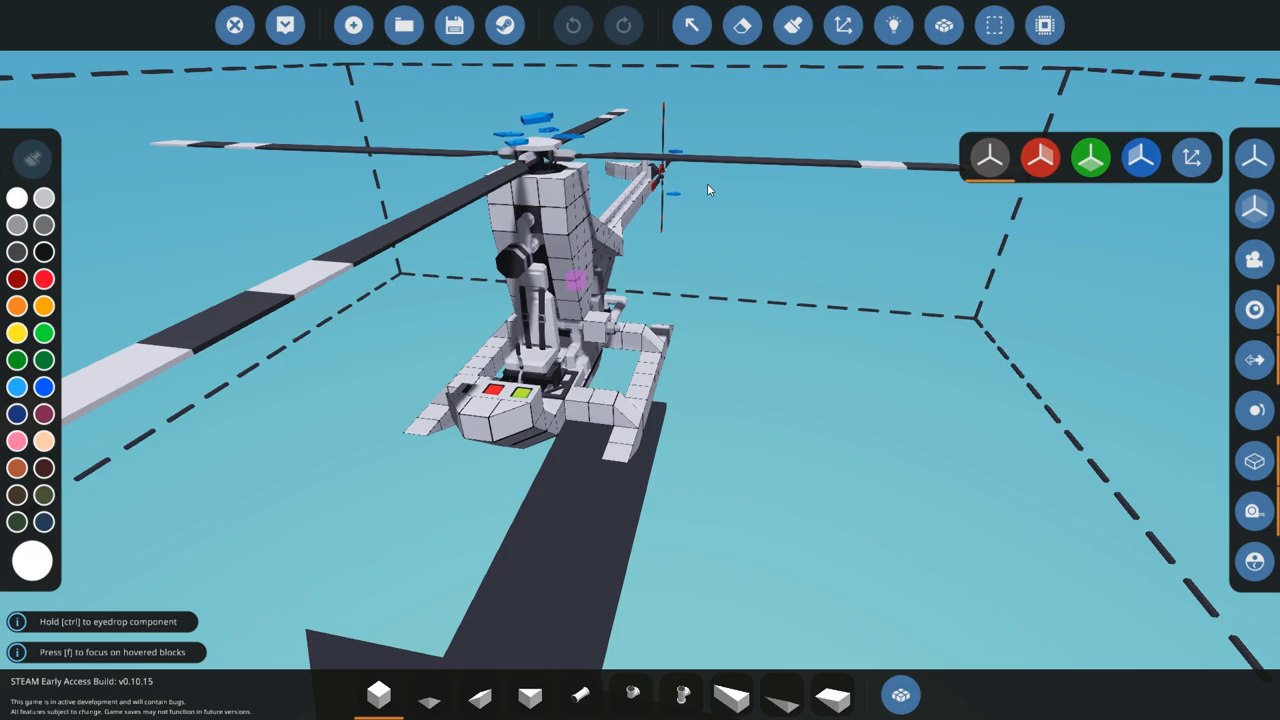 Hold [ctrl] to eyedrop component
Press [f] to focus on hovered blocks
STEAM Early Access Build: v0.10.15
This game is in active development and will contain bugs.
All features subject to change. Game saves may not function in future versions.